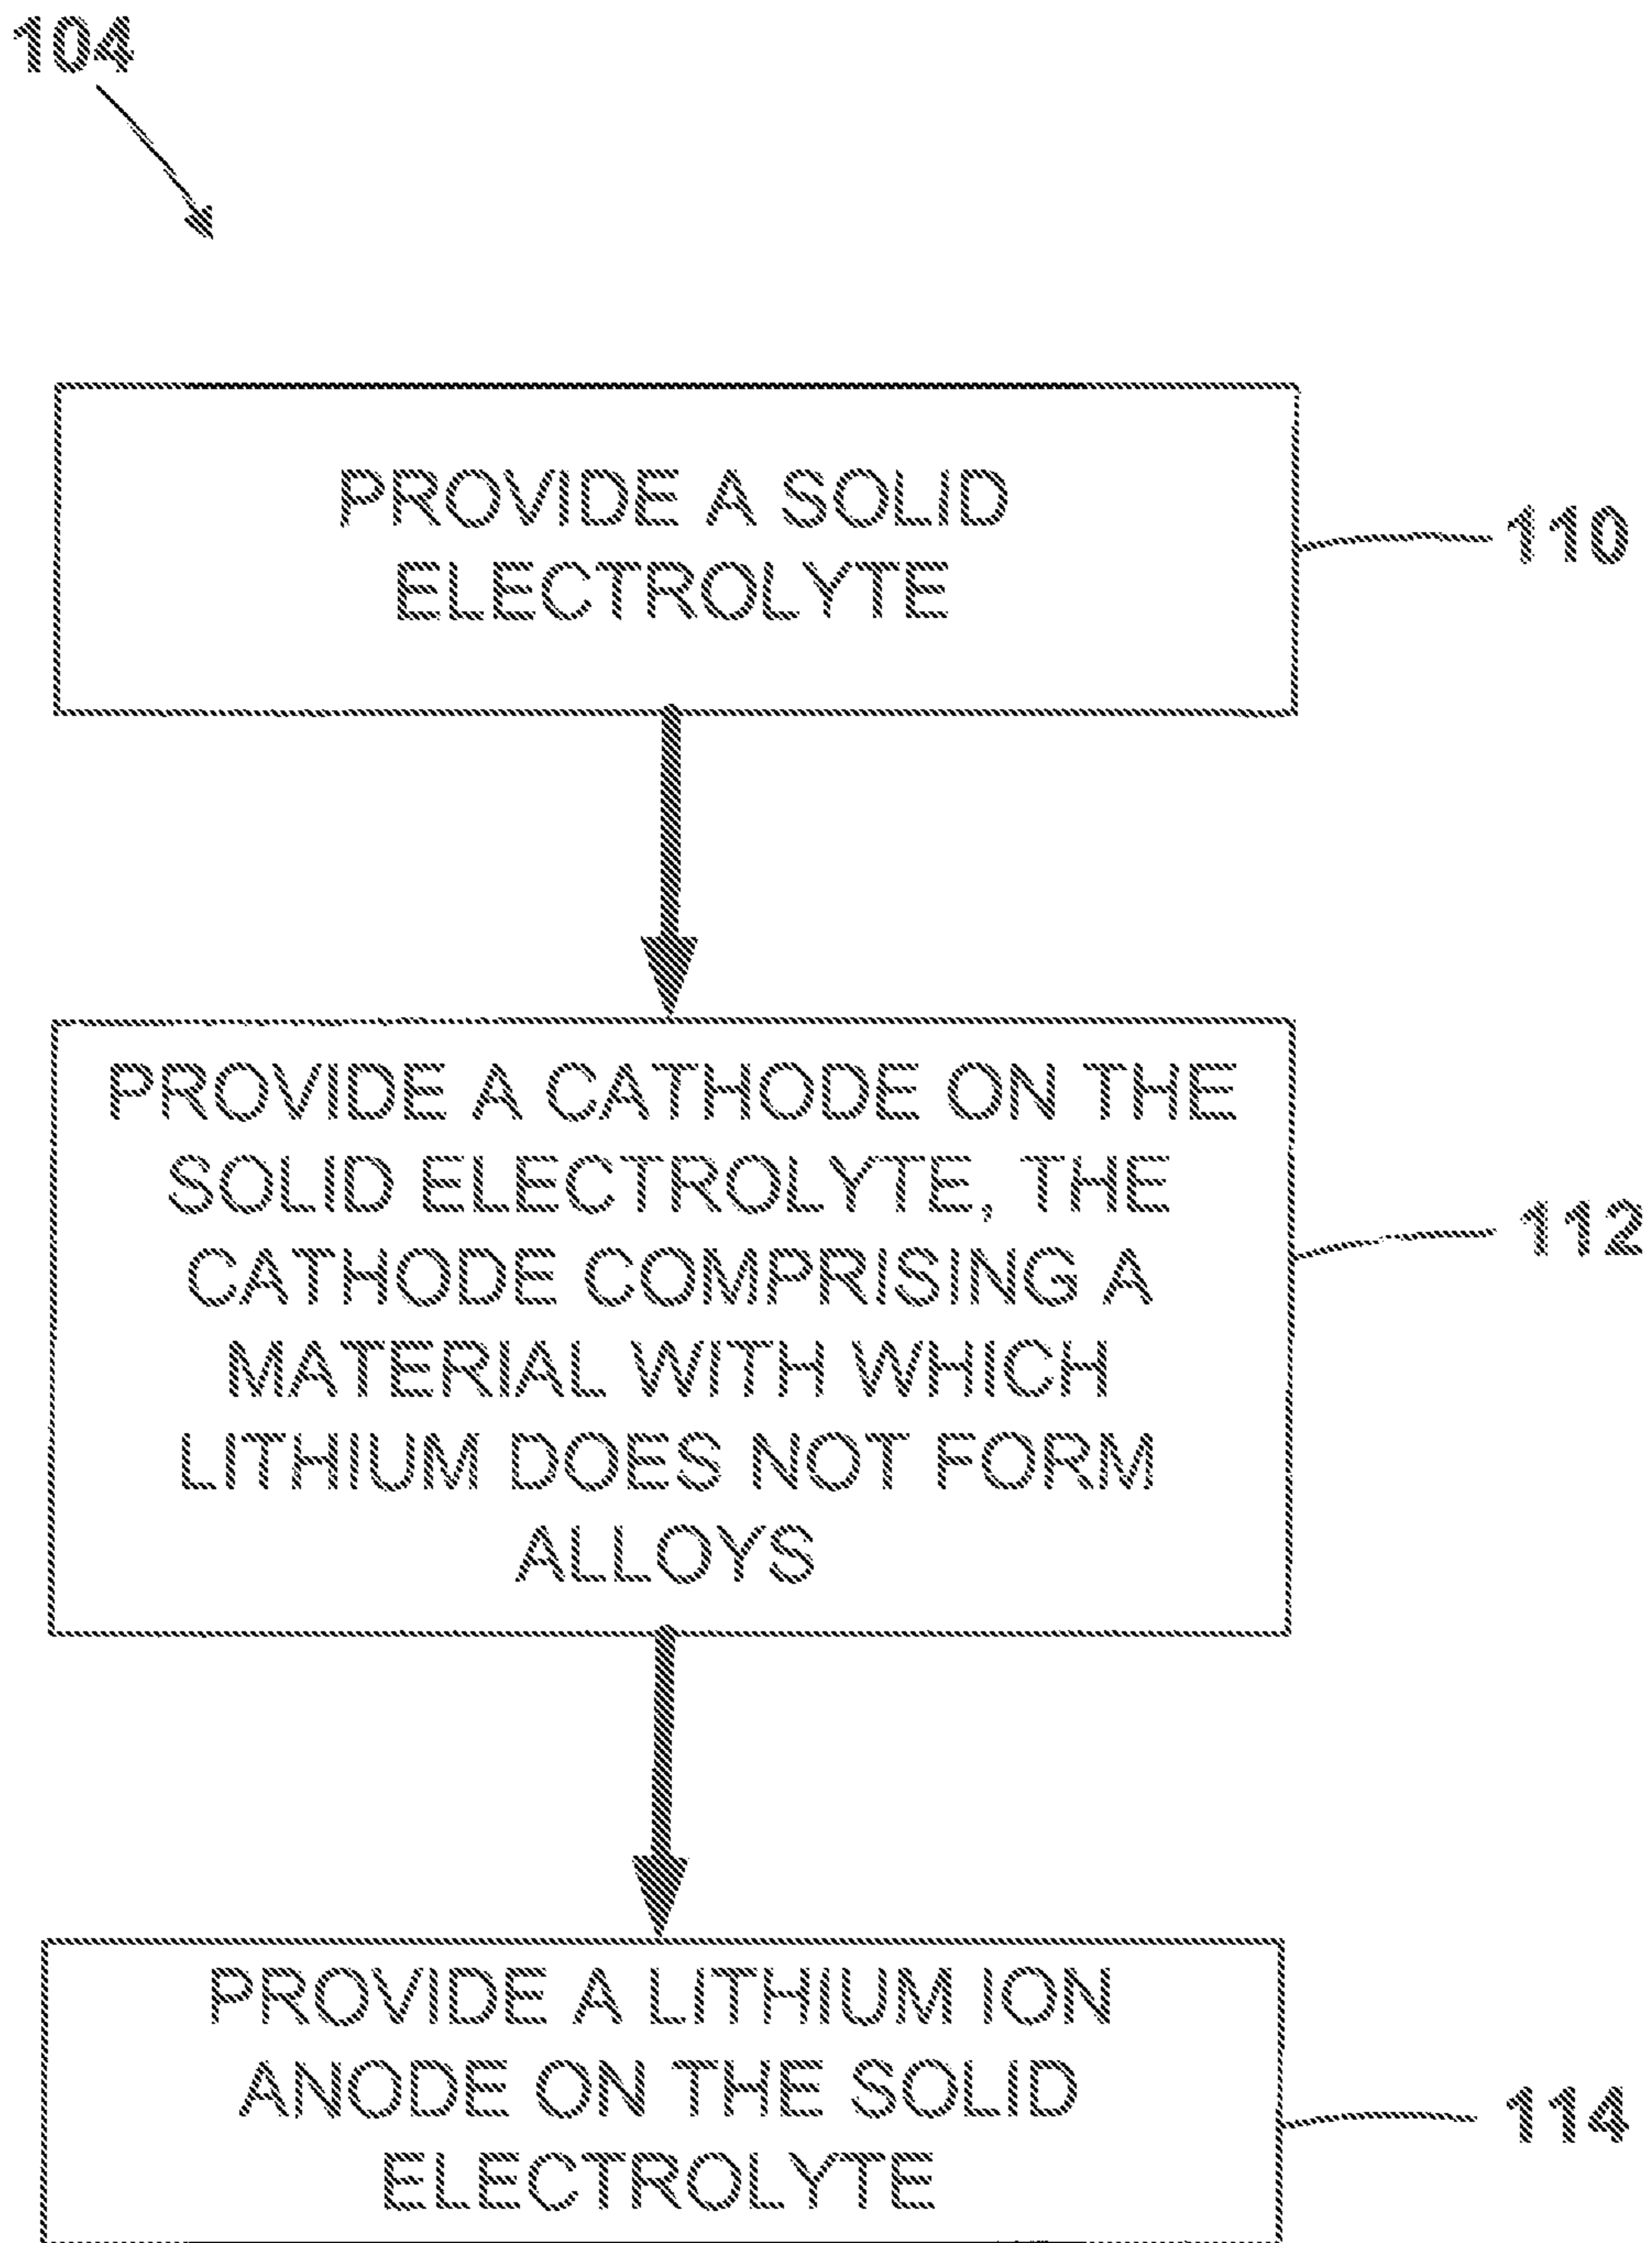 104
PROVIDE A SOLID
ELECTROLYTE
110
PROVIDE A CATHODE ON THE
SOLID ELECTROLYTE, THE
CATHODE COMPRISING A
MATERIAL WITH WHICH
LITHIUM DOES NOT FORM
ALLOYS
112
PROVIDE A LITHIUM ION
ANODE ON THE SOLID
ELECTROLYTE
114